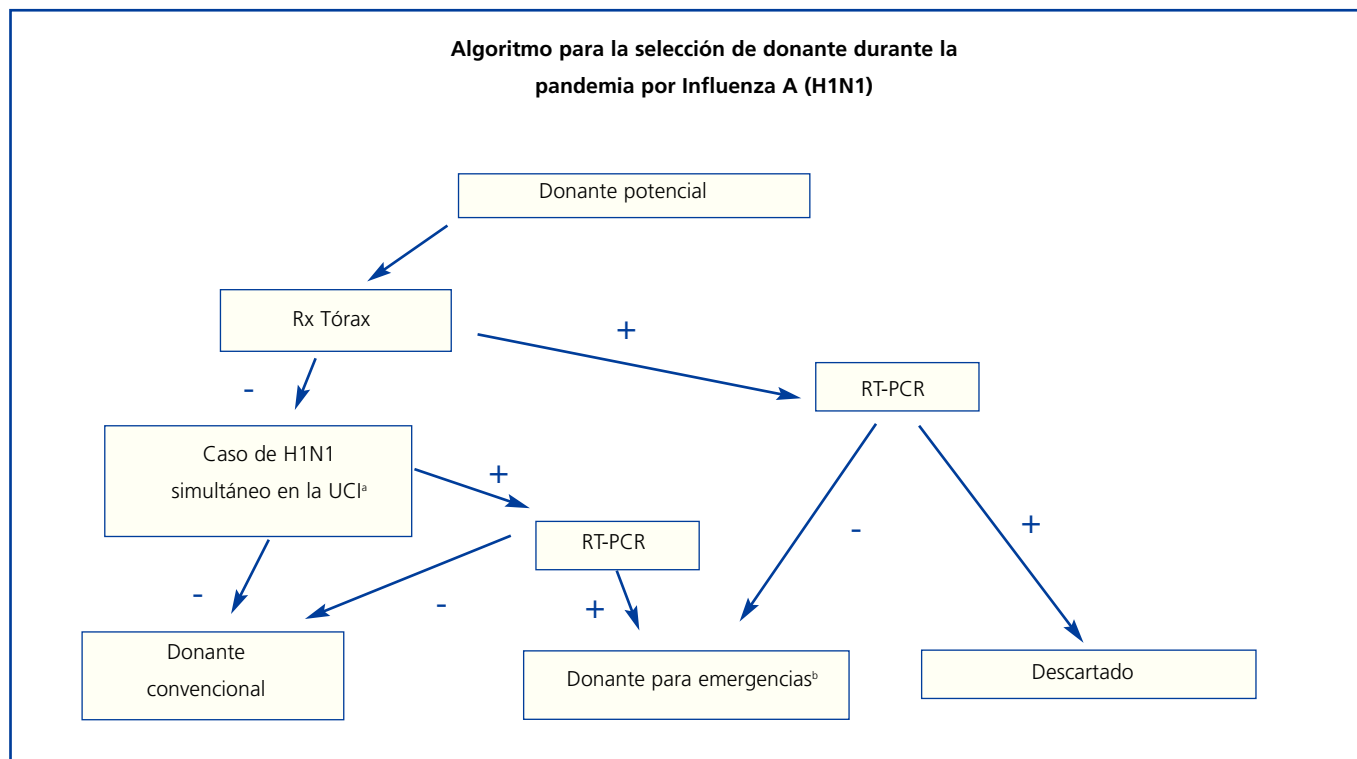 Algoritmo para la selección de donante durante la
pandemia por Influenza A (H1N1)
Donante potencial
Rx Tórax
+
-
RT-PCR
Caso de H1N1
simultáneo en la UCIᵃ
+
RT-PCR
-
+
-
-
+
Donante
convencional
Donante para emergenciasᵇ
Descartado